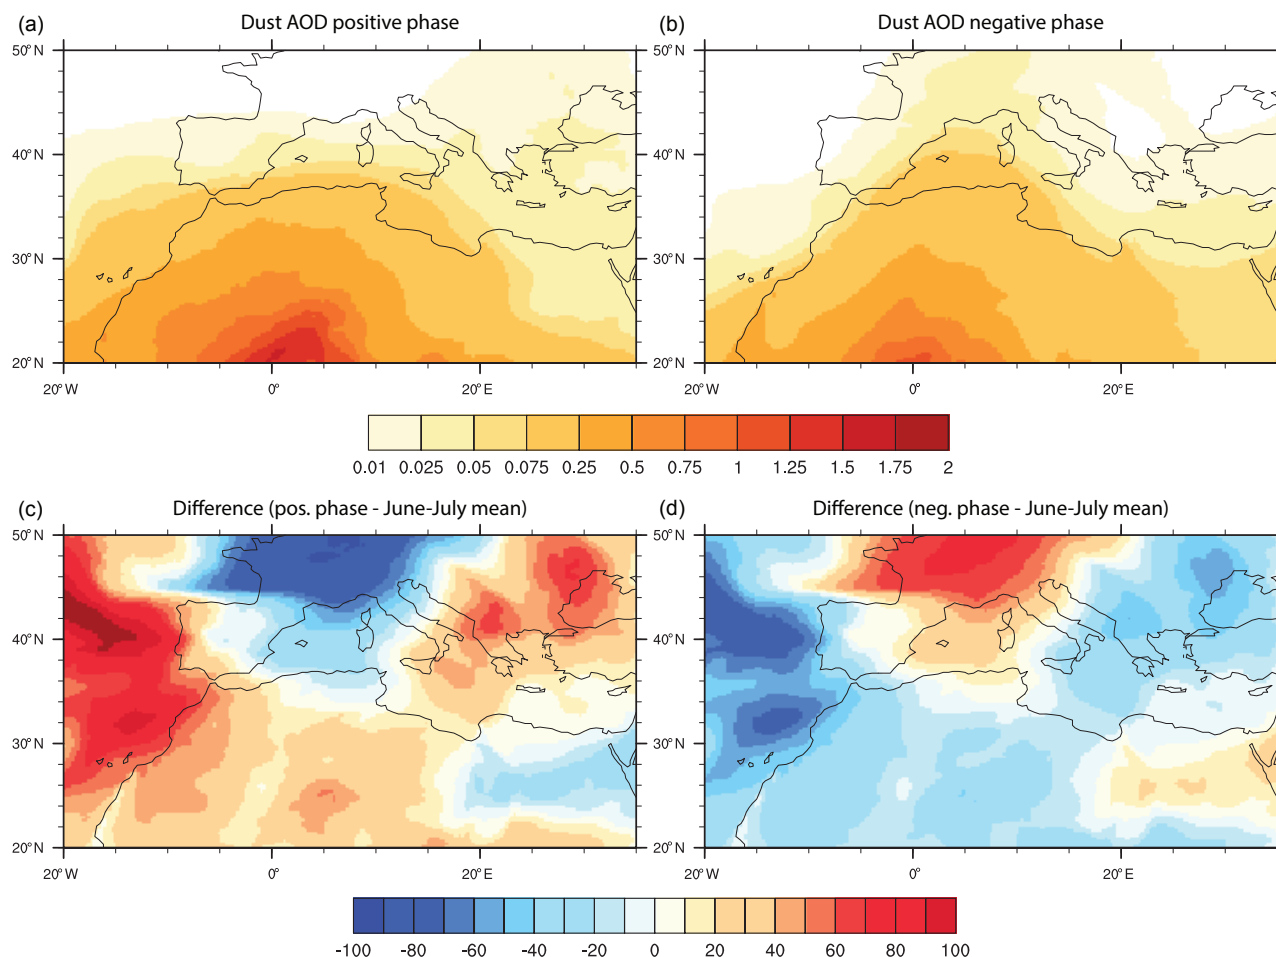 (a) Dust AOD positive phase
(b) Dust AOD negative phase
50°N 50°N
40°N 40°N
30°N 30°N
20°N 20°N
20°W 0° 20°E 20°W 0° 20°E
0.01 0.025 0.05 0.075 0.25 0.5 0.75 1 1.25 1.5 1.75 2
(c) Difference (pos. phase - June-July mean)
(d) Difference (neg. phase - June-July mean)
50°N 50°N
40°N 40°N
30°N 30°N
20°N 20°N
20°W 0° 20°E 20°W 0° 20°E
-100 -80 -60 -40 -20 0 20 40 60 80 100